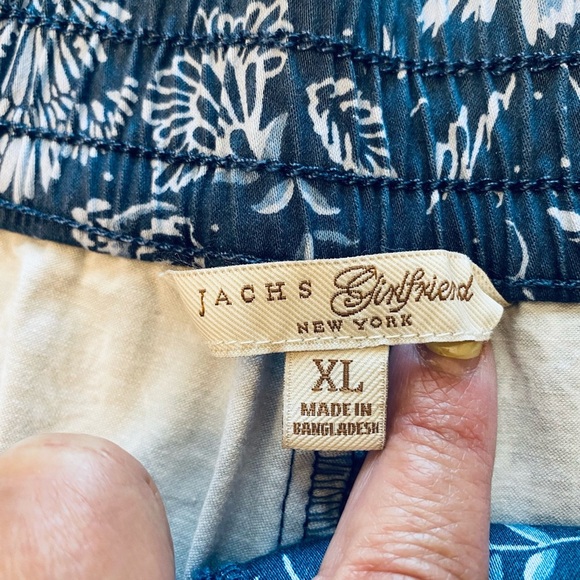 JACHS Girlfriend
NEW YORK
XL
MADE IN
BANGLADESH